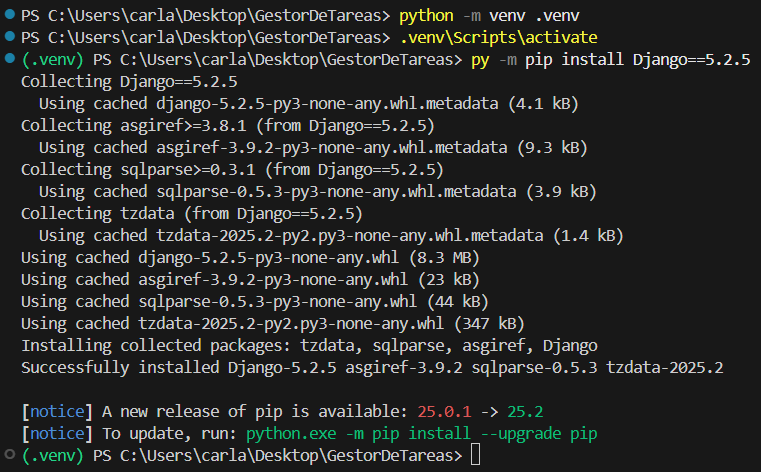 PS C:\Users\carla\Desktop\GestorDeTareas> python -m venv .venv
PS C:\Users\carla\Desktop\GestorDeTareas> .venv\Scripts\activate
(.venv) PS C:\Users\carla\Desktop\GestorDeTareas> py -m pip install Django==5.2.5
Collecting Django==5.2.5
  Using cached django-5.2.5-py3-none-any.whl.metadata (4.1 kB)
Collecting asgiref>=3.8.1 (from Django==5.2.5)
  Using cached asgiref-3.9.2-py3-none-any.whl.metadata (9.3 kB)
Collecting sqlparse>=0.3.1 (from Django==5.2.5)
  Using cached sqlparse-0.5.3-py3-none-any.whl.metadata (3.9 kB)
Collecting tzdata (from Django==5.2.5)
  Using cached tzdata-2025.2-py2.py3-none-any.whl.metadata (1.4 kB)
Using cached django-5.2.5-py3-none-any.whl (8.3 MB)
Using cached asgiref-3.9.2-py3-none-any.whl (23 kB)
Using cached sqlparse-0.5.3-py3-none-any.whl (44 kB)
Using cached tzdata-2025.2-py2.py3-none-any.whl (347 kB)
Installing collected packages: tzdata, sqlparse, asgiref, Django
Successfully installed Django-5.2.5 asgiref-3.9.2 sqlparse-0.5.3 tzdata-2025.2

[notice] A new release of pip is available: 25.0.1 -> 25.2
[notice] To update, run: python.exe -m pip install --upgrade pip
(.venv) PS C:\Users\carla\Desktop\GestorDeTareas>